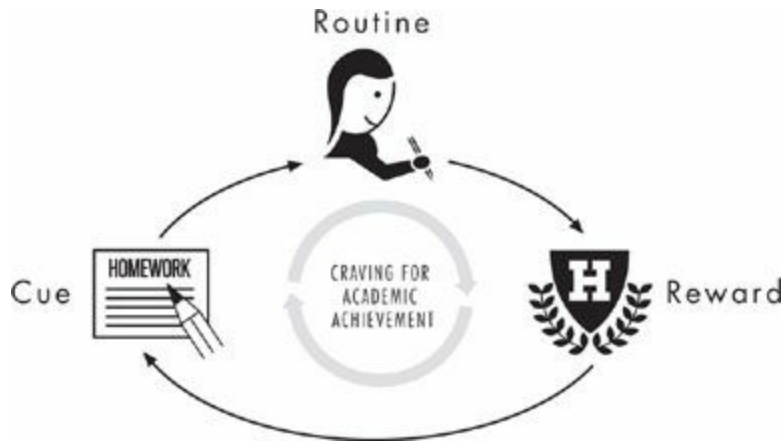 Routine
HOMEWORK
Cue
CRAVING FOR
ACADEMIC
ACHIEVEMENT
H
Reward